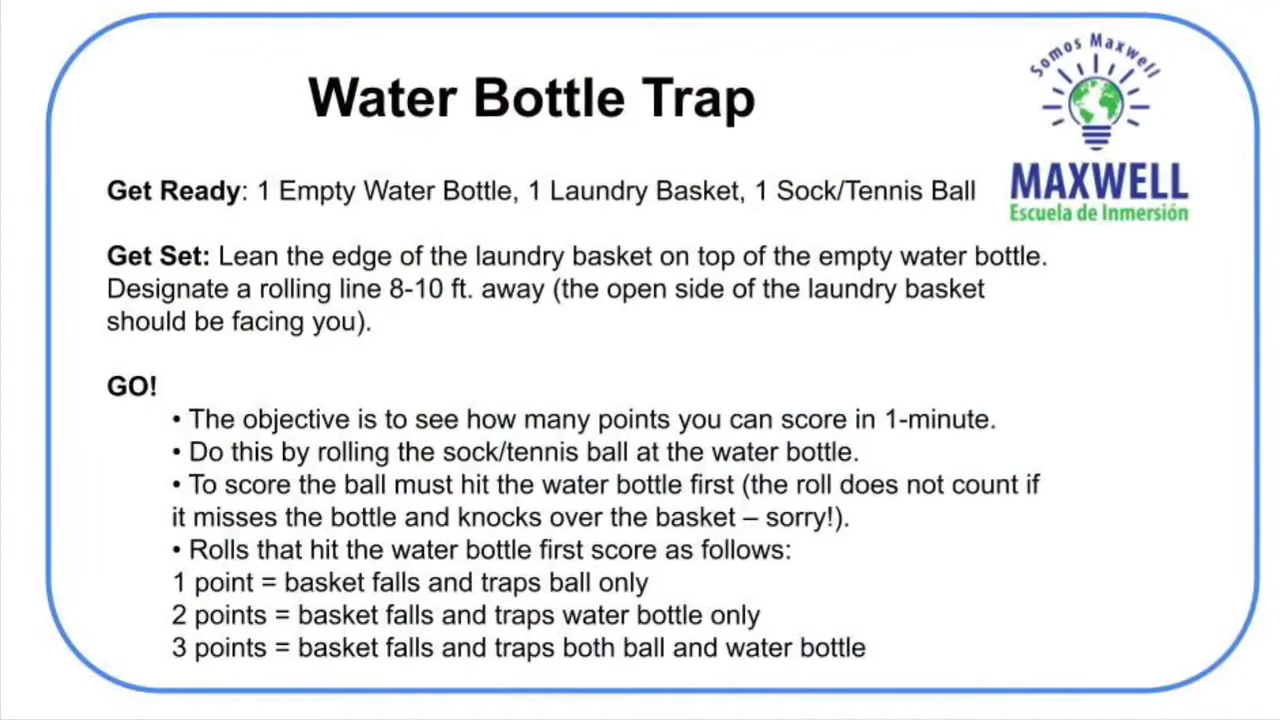 Somos Maxwell
Water Bottle Trap
MAXWELL
Escuela de Inmersión
Get Ready: 1 Empty Water Bottle, 1 Laundry Basket, 1 Sock/Tennis Ball
Get Set: Lean the edge of the laundry basket on top of the empty water bottle.
Designate a rolling line 8-10 ft. away (the open side of the laundry basket
should be facing you).
GO!
• The objective is to see how many points you can score in 1-minute.
• Do this by rolling the sock/tennis ball at the water bottle.
• To score the ball must hit the water bottle first (the roll does not count if
it misses the bottle and knocks over the basket – sorry!).
• Rolls that hit the water bottle first score as follows:
1 point = basket falls and traps ball only
2 points = basket falls and traps water bottle only
3 points = basket falls and traps both ball and water bottle